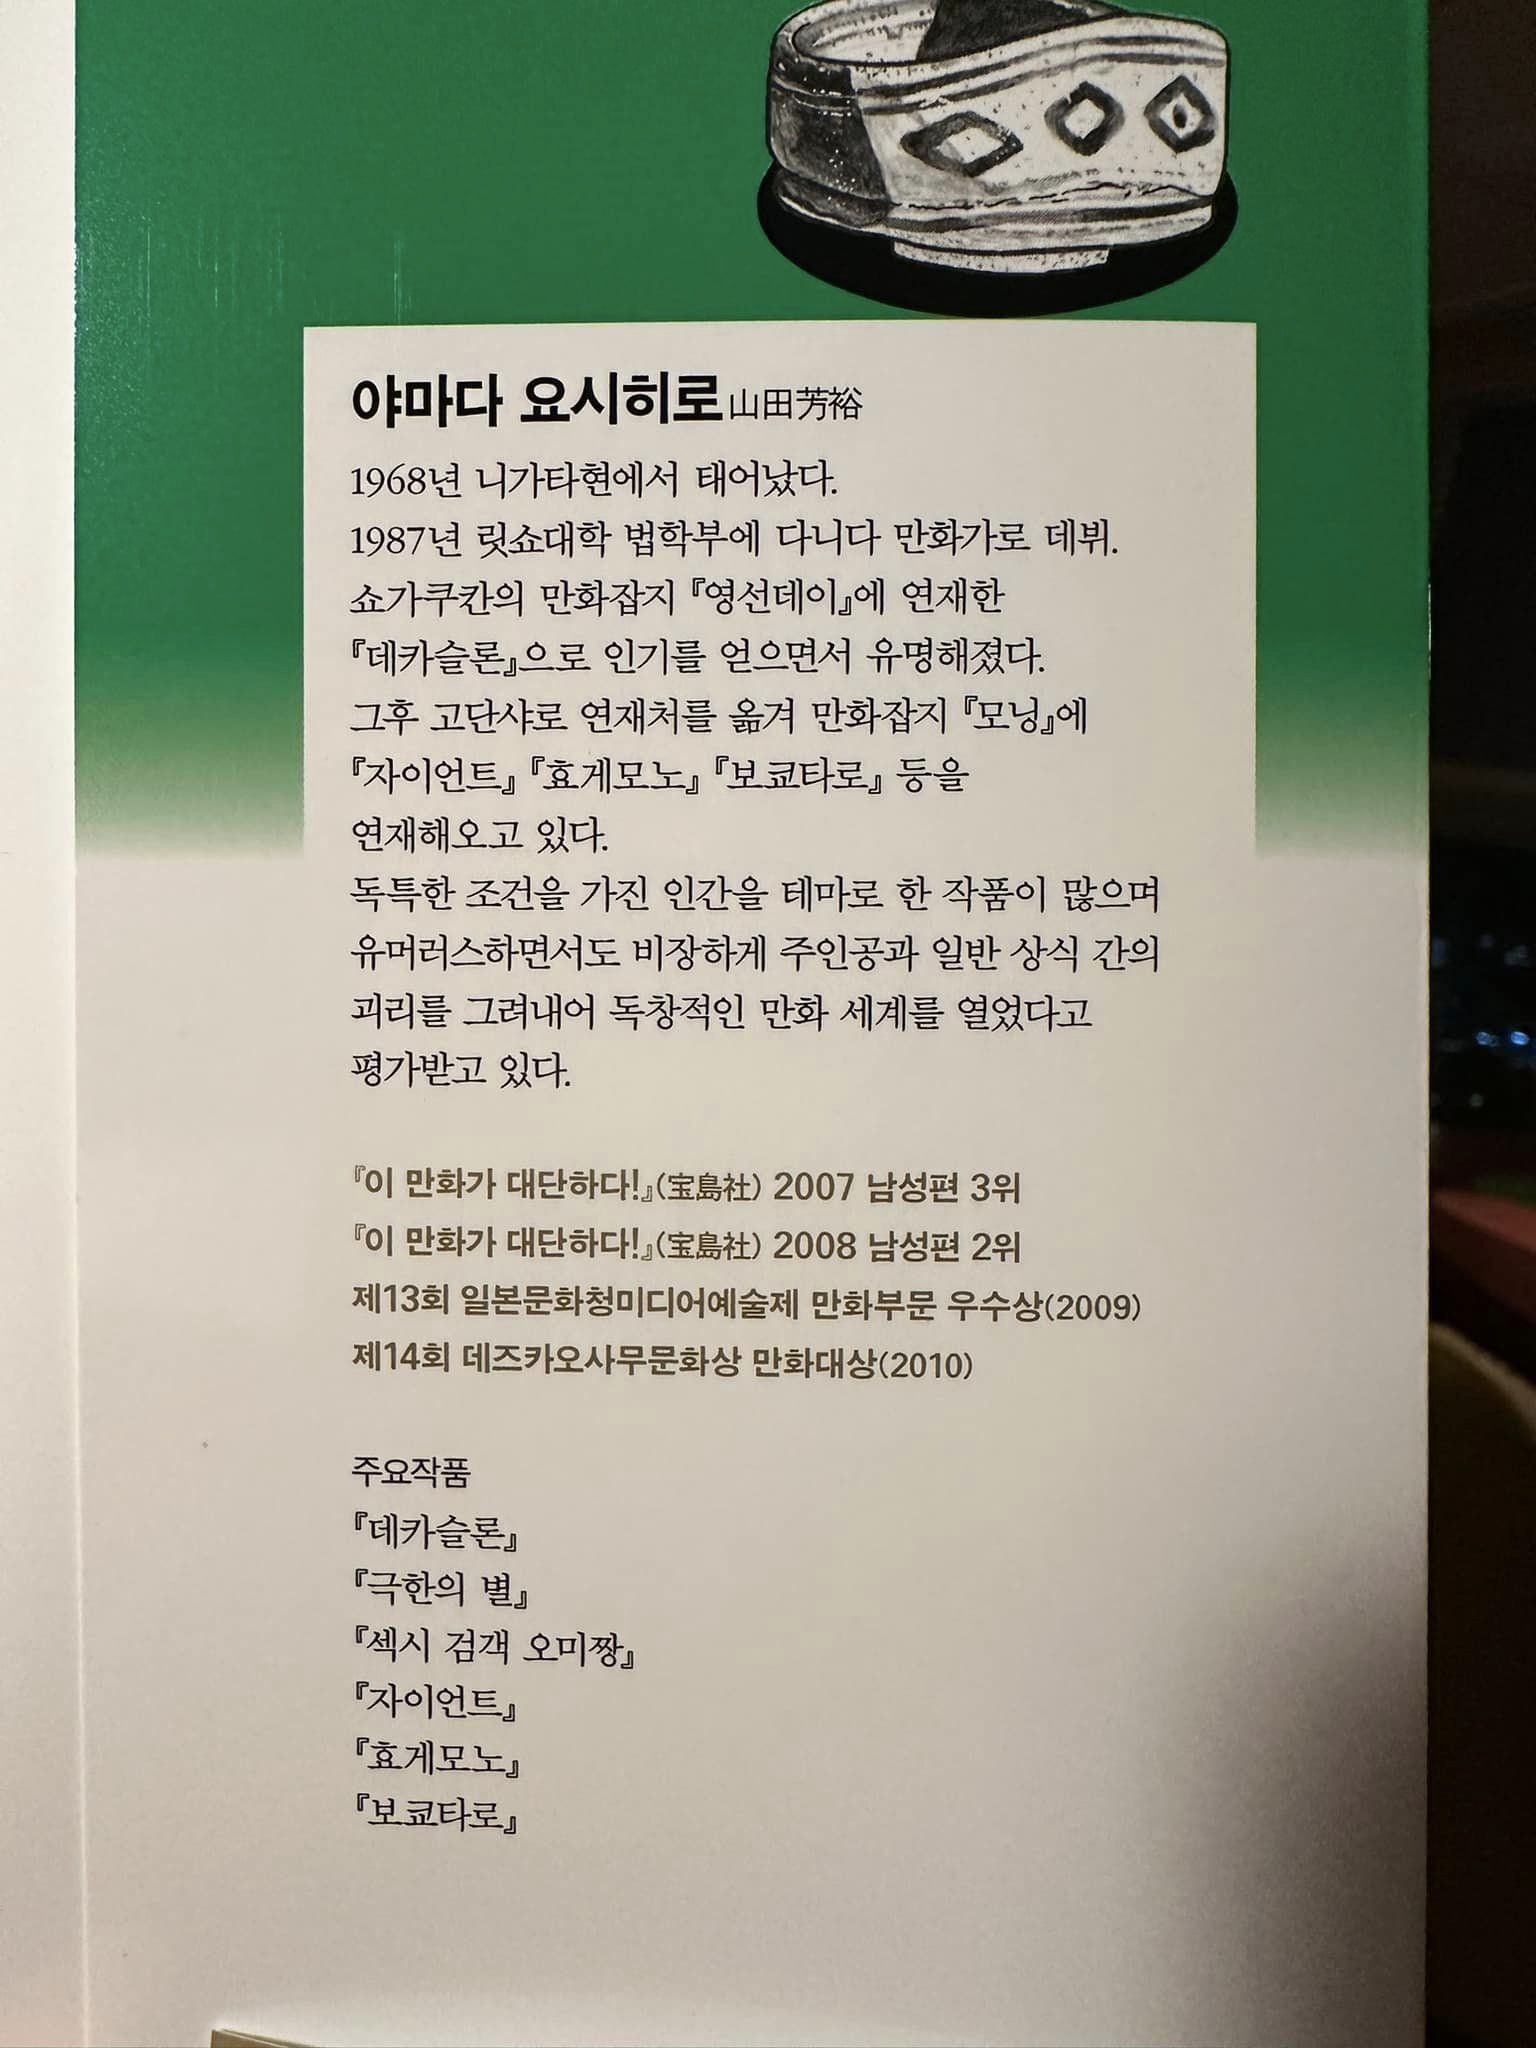 야마다 요시히로 山田芳裕
1968년 니가타현에서 태어났다.
1987년 릿쇼대학 법학부에 다니다 만화가로 데뷔.
쇼가쿠칸의 만화잡지 『영선데이』에 연재한
『데카슬론』으로 인기를 얻으면서 유명해졌다.
그후 고단샤로 연재처를 옮겨 만화잡지 『모닝』에
『자이언트』 『효게모노』 『보쿄타로』 등을
연재해오고 있다.
독특한 조건을 가진 인간을 테마로 한 작품이 많으며
유머러스하면서도 비장하게 주인공과 일반 상식 간의
괴리를 그려내어 독창적인 만화 세계를 열었다고
평가받고 있다.
『이 만화가 대단하다!』(宝島社) 2007 남성편 3위
『이 만화가 대단하다!』(宝島社) 2008 남성편 2위
제13회 일본문화청미디어예술제 만화부문 우수상(2009)
제14회 데즈카오사무문화상 만화대상(2010)
주요작품
『데카슬론』
『극한의 별』
『섹시 검객 오미짱』
『자이언트』
『효게모노』
『보쿄타로』